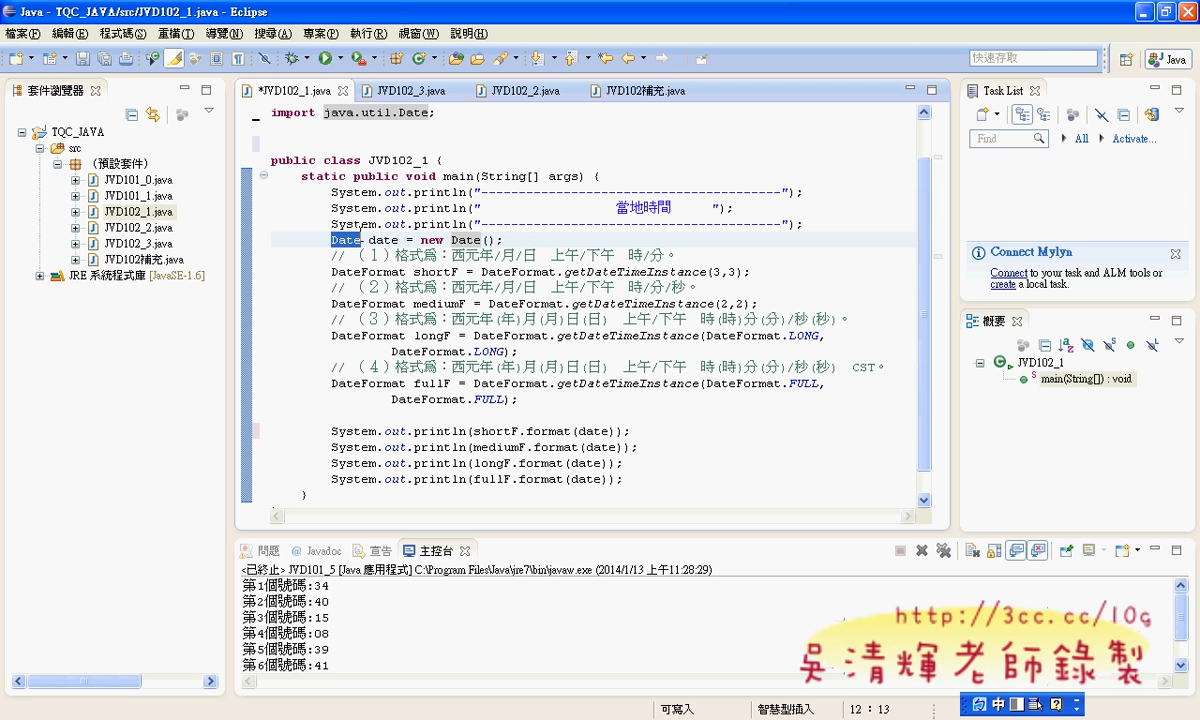 Java - TQC_JAVA/src/JVD102_1.java - Eclipse
檔案(F) 編輯(E) 程式碼(S) 重構(T) 導覽(N) 搜尋(A) 專案(P) 執行(R) 視窗(W) 說明(H)
快速存取
Java
套件瀏覽器
TQC_JAVA
src
(預設套件)
JVD101_0.java
JVD101_1.java
JVD102_1.java
JVD102_2.java
JVD102_3.java
JVD102補充.java
JRE 系統程式庫 [JavaSE-1.6]
*JVD102_1.java JVD102_3.java JVD102_2.java JVD102補充.java
import java.util.Date;
public class JVD102_1 {
static public void main(String[] args) {
System.out.println("----------------------------------------");
System.out.println("                  當地時間      ");
System.out.println("----------------------------------------");
Date date = new Date();
// (1)格式為:西元年/月/日 上午/下午 時/分。
DateFormat shortF = DateFormat.getDateTimeInstance(3,3);
// (2)格式為:西元年/月/日 上午/下午 時/分/秒。
DateFormat mediumF = DateFormat.getDateTimeInstance(2,2);
// (3)格式為:西元年(年)月(月)日(日) 上午/下午 時(時)分(分)/秒(秒)。
DateFormat longF = DateFormat.getDateTimeInstance(DateFormat.LONG,
DateFormat.LONG);
// (4)格式為:西元年(年)月(月)日(日) 上午/下午 時(時)分(分)/秒(秒) CST。
DateFormat fullF = DateFormat.getDateTimeInstance(DateFormat.FULL,
DateFormat.FULL);
System.out.println(shortF.format(date));
System.out.println(mediumF.format(date));
System.out.println(longF.format(date));
System.out.println(fullF.format(date));
}
Task List
Find All Activate...
Connect Mylyn
Connect to your task and ALM tools or
create a local task.
概要
JVD102_1
main(String[]) : void
問題 Javadoc 宣告 主控台
<已終止> JVD101_5 [Java 應用程式] C:\Program Files\Java\jre7\bin\javaw.exe (2014/1/13 上午11:28:29)
第1個號碼:34
第2個號碼:40
第3個號碼:15
第4個號碼:08
第5個號碼:39
第6個號碼:41
http://3cc.cc/10g
吳清輝老師錄製
可寫入 智慧型插入 12 : 13
中